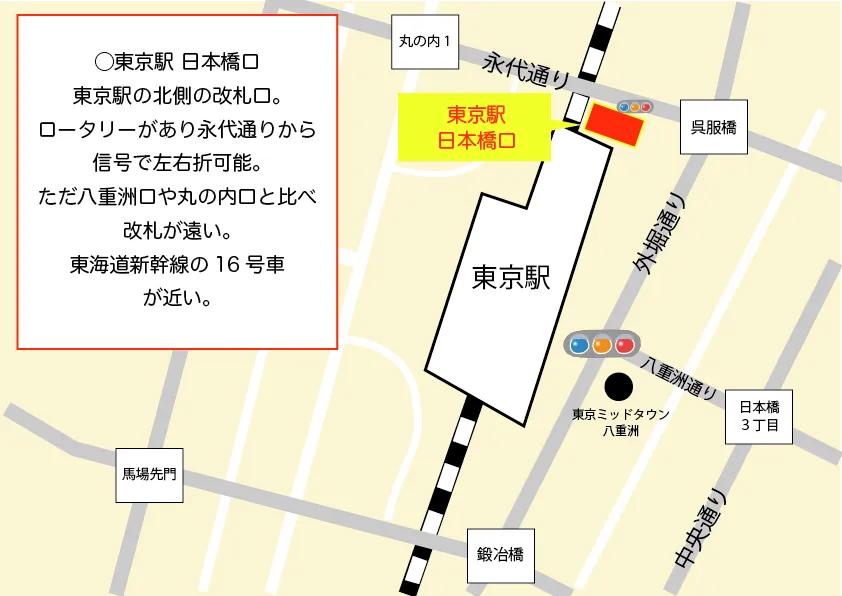 ○東京駅 日本橋口
東京駅の北側の改札口。
ロータリーがあり永代通りから
信号で左右折可能。
ただ八重洲口や丸の内口と比べ
改札が遠い。
東海道新幹線の16号車
が近い。
丸の内1
永代通り
東京駅
日本橋口
呉服橋
外堀通り
東京駅
八重洲通り
東京ミッドタウン
八重洲
日本橋
3丁目
馬場先門
鍛冶橋
中央通り